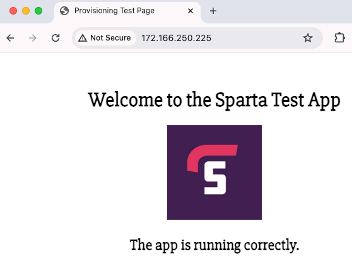 Provisioning Test Page
Not Secure
172.166.250.225
Welcome to the Sparta Test App
S
The app is running correctly.